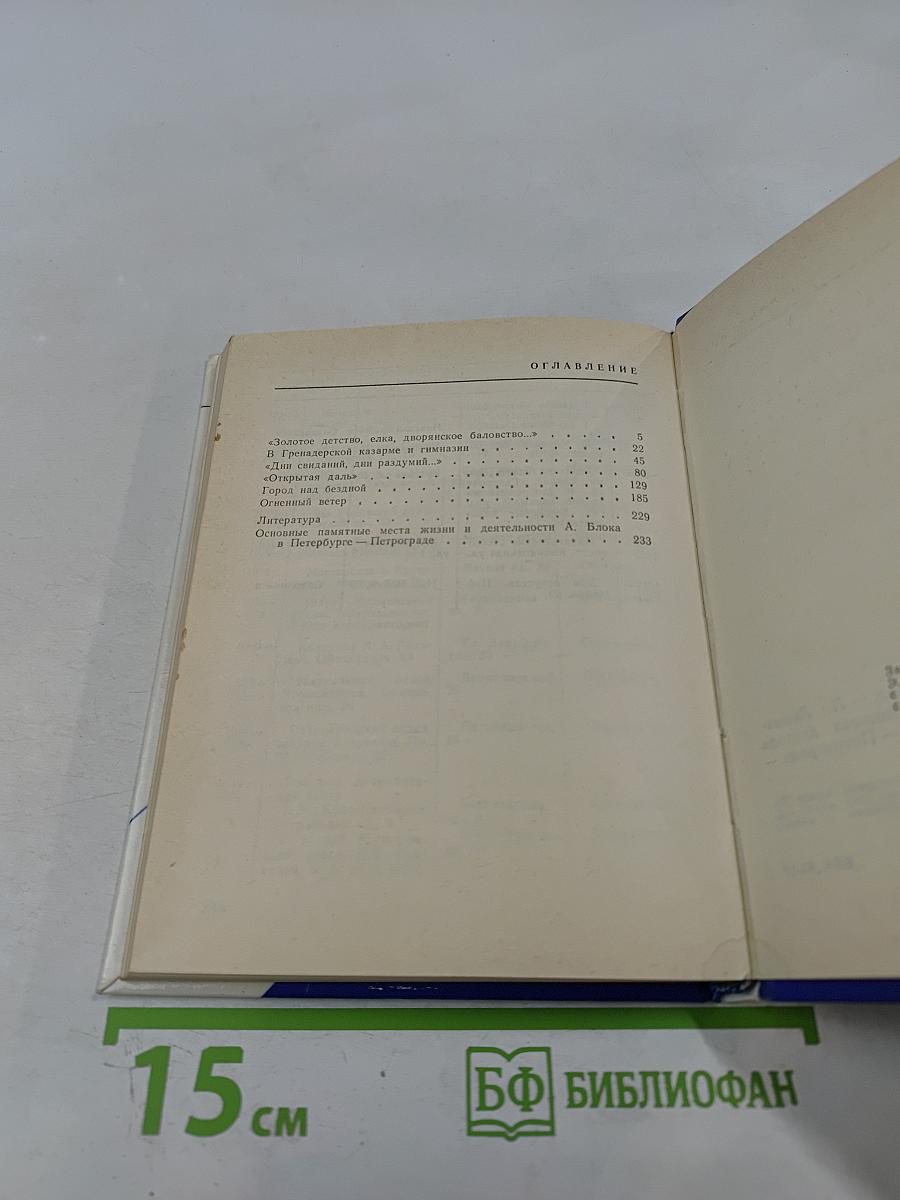 ОГЛАВЛЕНИЕ
«Золотое детство, елка, дворянское баловство...» . . . . . 5
В Гренадерской казарме и гимназии . . . . . . . . . . 22
«Дни свиданий, дни раздумий...» . . . . . . . . . . . 45
«Открытая даль» . . . . . . . . . . . . . . . . 80
Город над бездной . . . . . . . . . . . . . . . 129
Огненный ветер . . . . . . . . . . . . . . . . 185
Литература . . . . . . . . . . . . . . . . . . 229
Основные памятные места жизни и деятельности А. Блока
в Петербурге — Петрограде . . . . . . . . . . . . 233
15 см
БФ БИБЛИОФАН